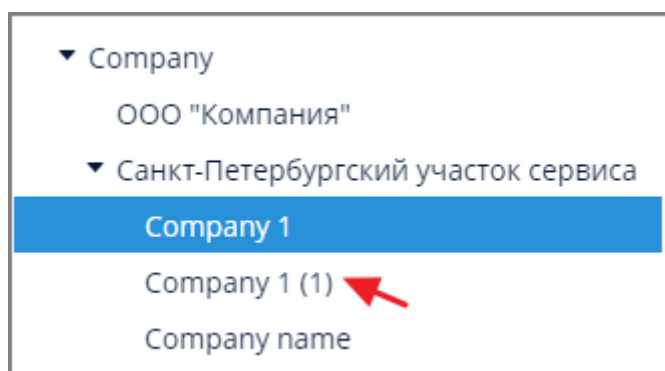 Company
ООО "Компания"
Санкт-Петербургский участок сервиса
Company 1
Company 1 (1)
Company name